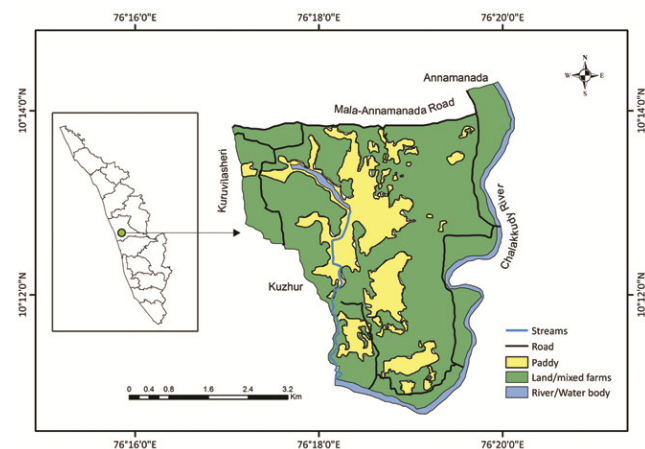 76°16'0"E 76°18'0"E 76°20'0"E
N
W E
S
Annamanada
10°14'0"N 10°14'0"N
Mala-Annamanada Road
Kuruvilasheri
Chalakkudy River
Kuzhur
10°12'0"N 10°12'0"N
Streams
Road
Paddy
Land/mixed farms
River/Water body
0 0.4 0.8 1.6 2.4 3.2
Km
76°16'0"E 76°18'0"E 76°20'0"E